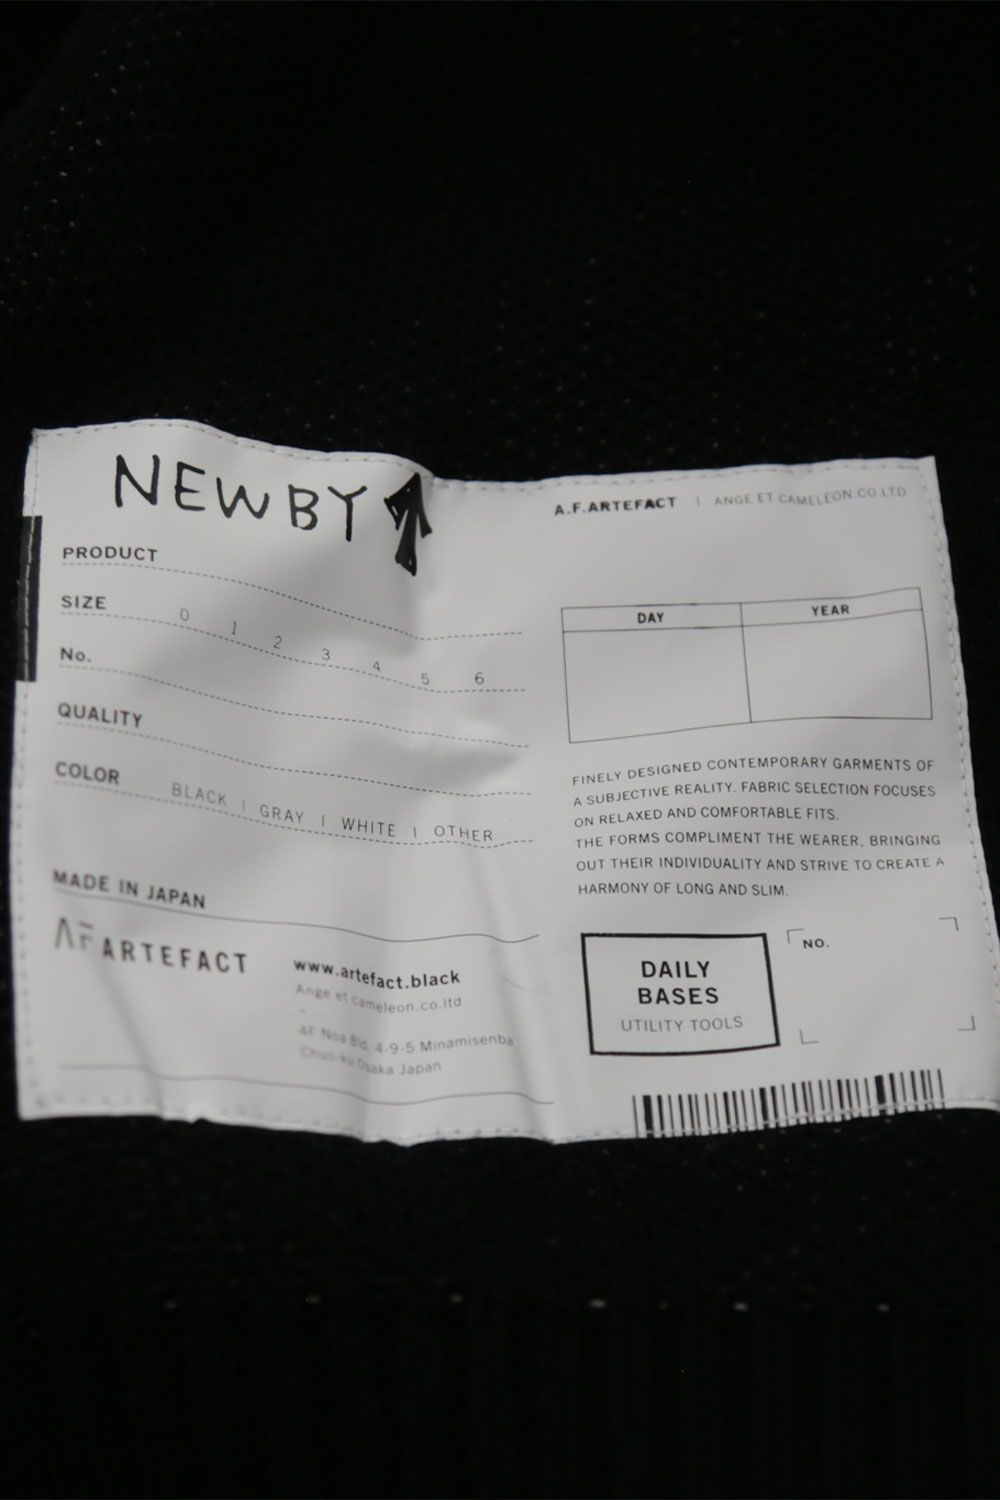 NEW BY
PRODUCT
SIZE 0 1 2 3 4 5 6
No.
QUALITY
COLOR BLACK | GRAY | WHITE | OTHER
MADE IN JAPAN
AF ARTEFACT
www.artefact.black
Ange et cameleon.co.ltd
4F Noa Bld. 4-9-5 Minamisenba
Chuo-ku Osaka Japan
A.F.ARTEFACT | ANGE ET CAMELEON CO.LTD
DAY YEAR
FINELY DESIGNED CONTEMPORARY GARMENTS OF
A SUBJECTIVE REALITY. FABRIC SELECTION FOCUSES
ON RELAXED AND COMFORTABLE FITS.
THE FORMS COMPLIMENT THE WEARER, BRINGING
OUT THEIR INDIVIDUALITY AND STRIVE TO CREATE A
HARMONY OF LONG AND SLIM.
DAILY
BASES
UTILITY TOOLS
NO.